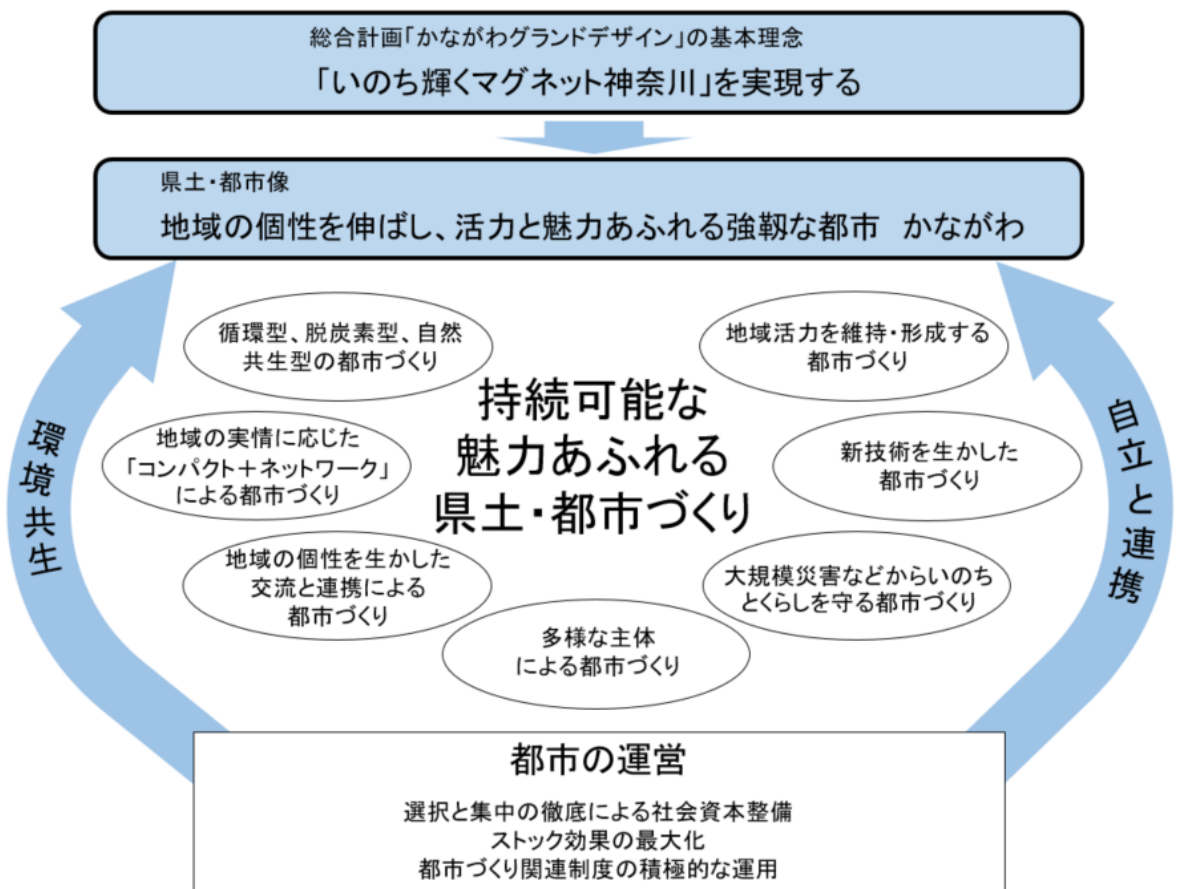 総合計画「かながわグランドデザイン」の基本理念
「いのち輝くマグネット神奈川」を実現する
県土・都市像
地域の個性を伸ばし、活力と魅力あふれる強靱な都市　かながわ
循環型、脱炭素型、自然
共生型の都市づくり
地域活力を維持・形成する
都市づくり
持続可能な
魅力あふれる
県土・都市づくり
環境共生
地域の実情に応じた
「コンパクト＋ネットワーク」
による都市づくり
新技術を生かした
都市づくり
自立と連携
地域の個性を生かした
交流と連携による
都市づくり
大規模災害などからいのち
とくらしを守る都市づくり
多様な主体
による都市づくり
都市の運営
選択と集中の徹底による社会資本整備
ストック効果の最大化
都市づくり関連制度の積極的な運用